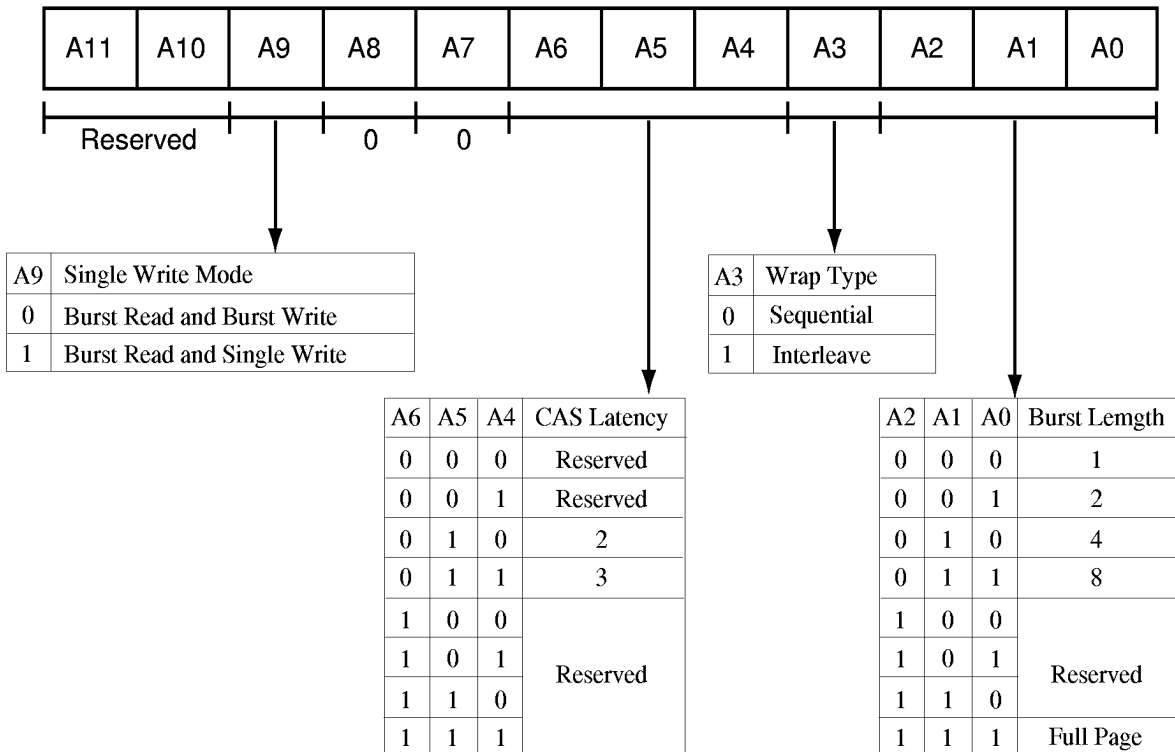 A11 A10 A9 A8 A7 A6 A5 A4 A3 A2 A1 A0
Reserved 0 0
A9 Single Write Mode
0 Burst Read and Burst Write
1 Burst Read and Single Write
A3 Wrap Type
0 Sequential
1 Interleave
A6 A5 A4 CAS Latency
0 0 0 Reserved
0 0 1 Reserved
0 1 0 2
0 1 1 3
1 0 0
1 0 1
Reserved
1 1 0
1 1 1
A2 A1 A0 Burst Lemgth
0 0 0 1
0 0 1 2
0 1 0 4
0 1 1 8
1 0 0
1 0 1
Reserved
1 1 0
1 1 1 Full Page